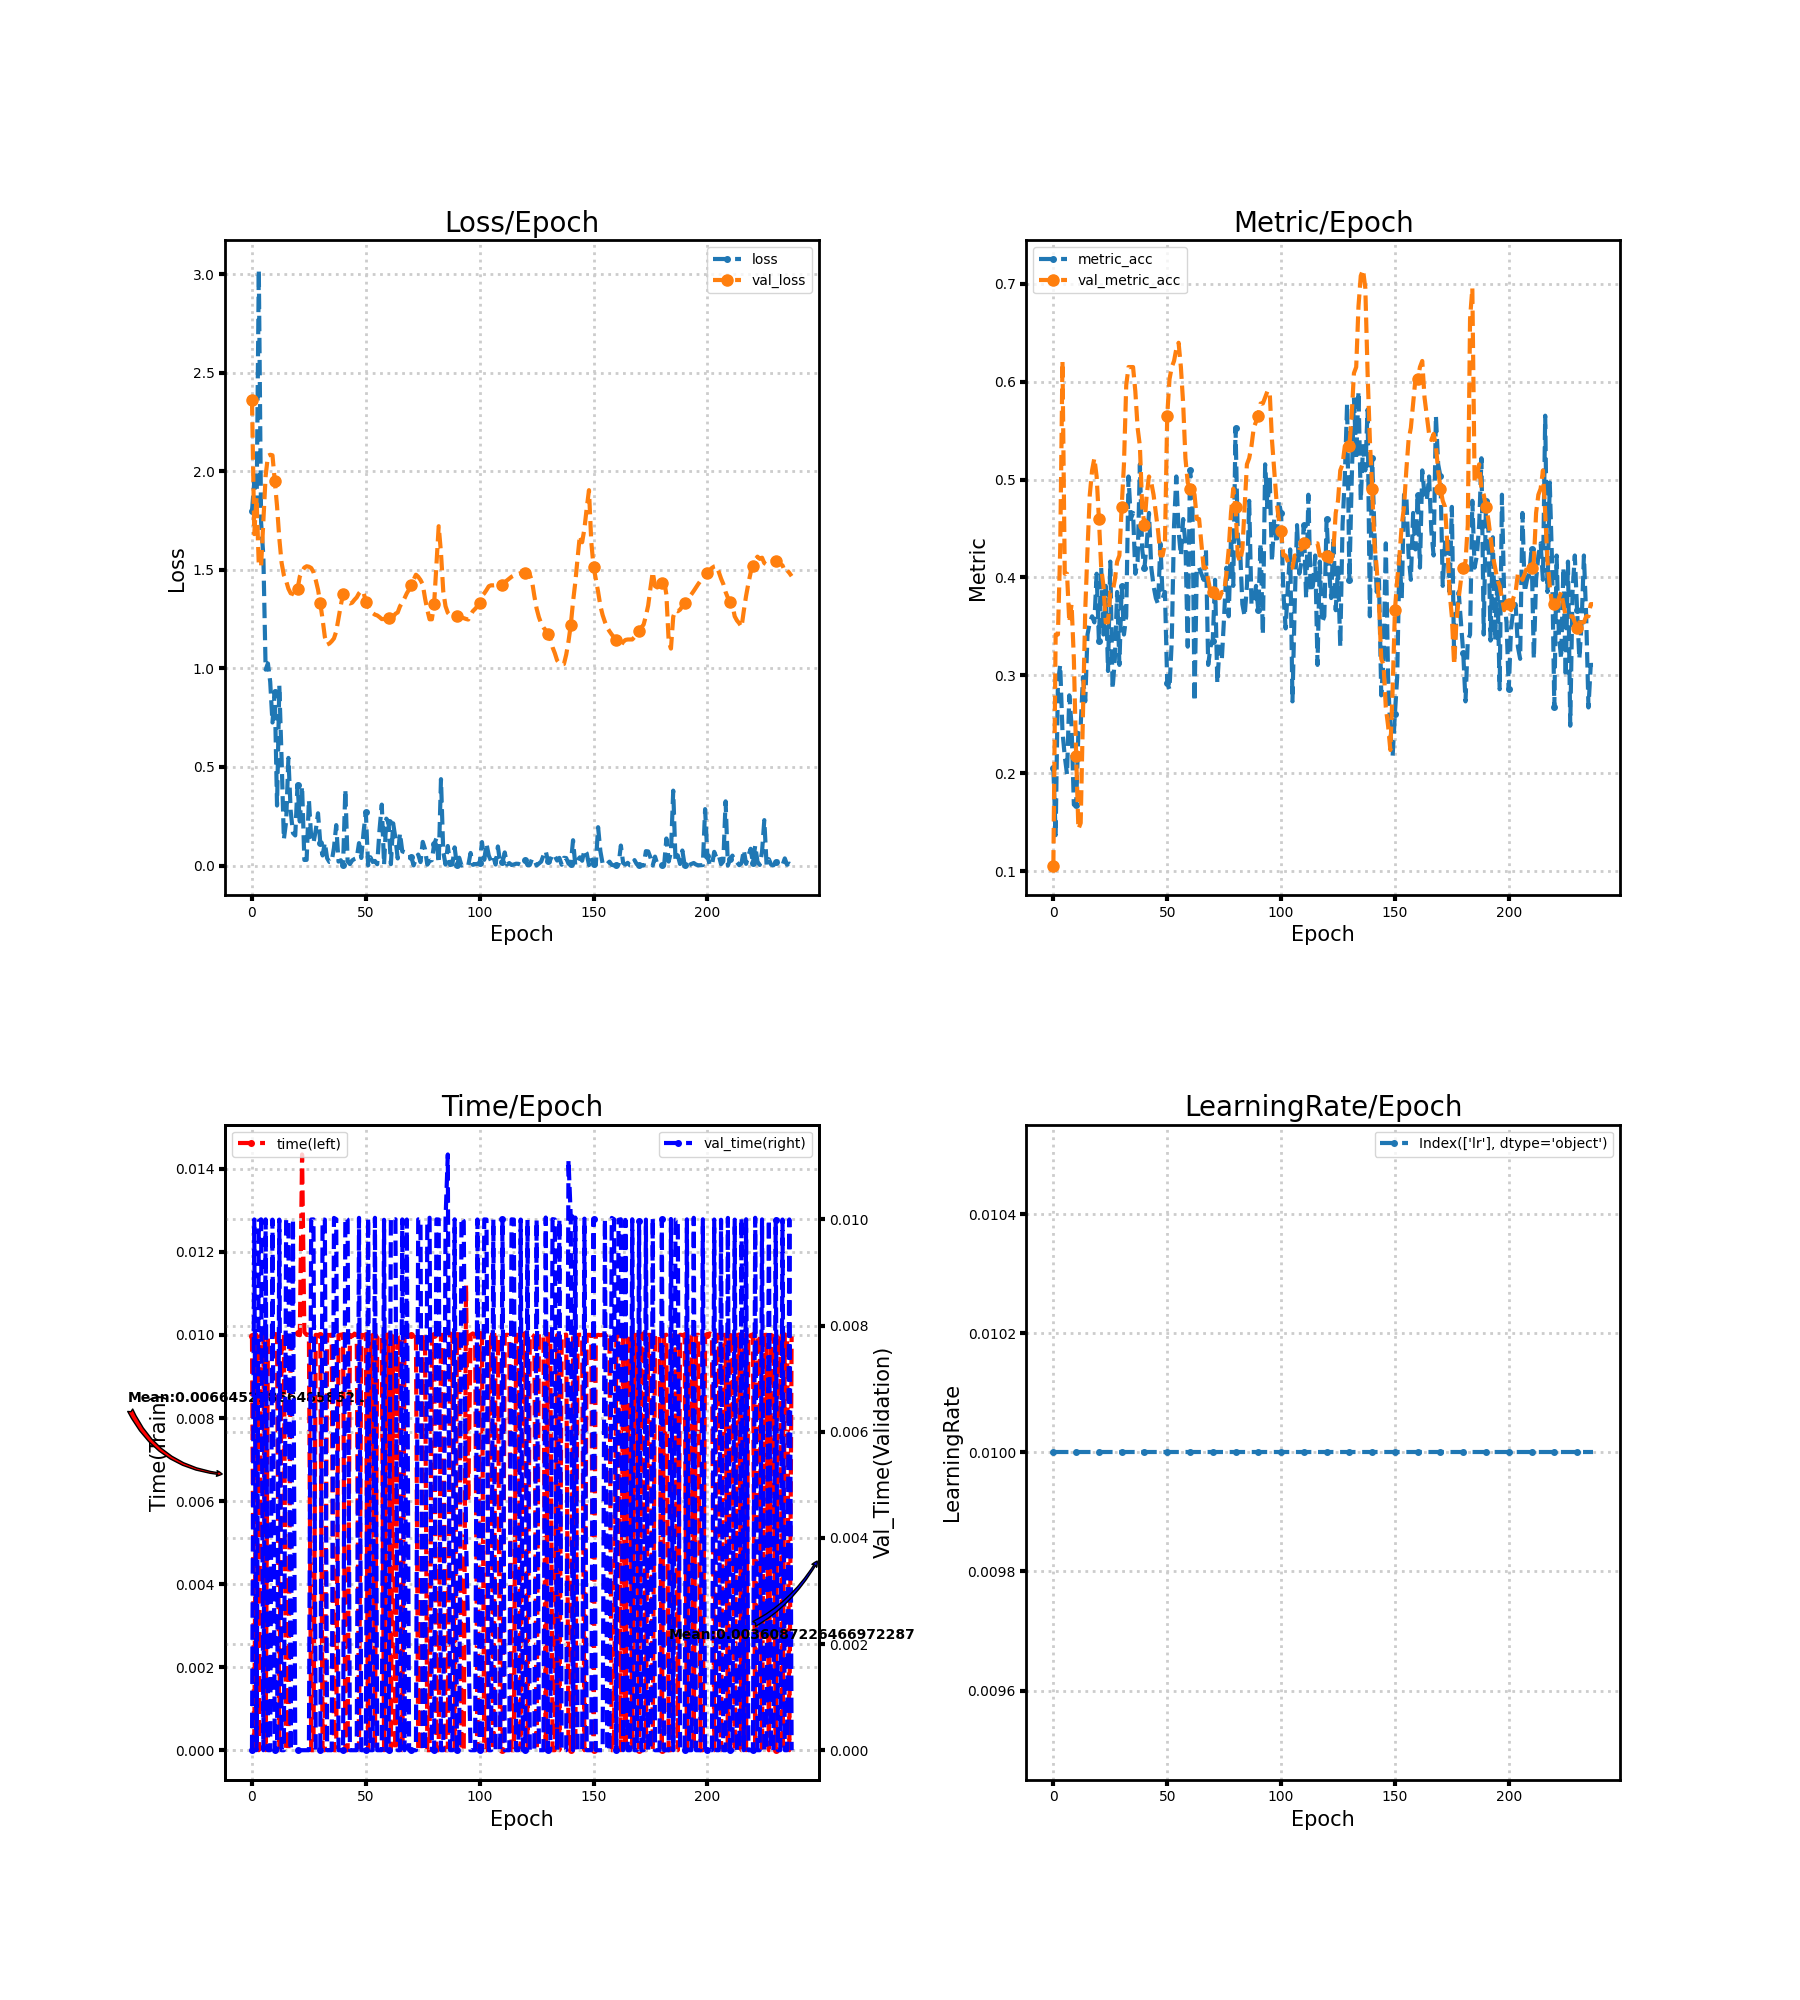 Loss/Epoch
loss
val_loss
3.0
2.5
2.0
1.5
1.0
0.5
0.0
Loss
0
50
100
150
200
Epoch
Metric/Epoch
metric_acc
val_metric_acc
0.7
0.6
0.5
0.4
0.3
0.2
0.1
Metric
0
50
100
150
200
Epoch
Time/Epoch
time(left)
val_time(right)
0.014
0.012
0.010
0.008
0.006
0.004
0.002
0.000
Time(Train)
0.010
0.008
0.006
0.004
0.002
0.000
Val_Time(Validation)
Mean:0.0036087226466972287
0
50
100
150
200
Epoch
LearningRate/Epoch
Index(['lr'], dtype='object')
0.0104
0.0102
0.0100
0.0098
0.0096
LearningRate
0
50
100
150
200
Epoch